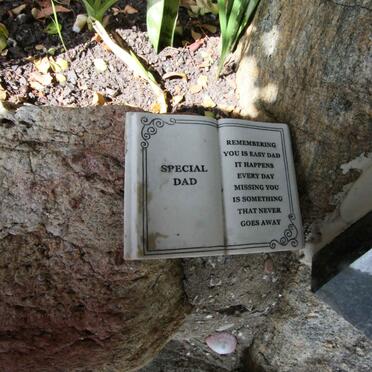 SPECIAL
DAD
REMEMBERING
YOU IS EASY DAD
IT HAPPENS
EVERY DAY
MISSING YOU
IS SOMETHING
THAT NEVER
GOES AWAY